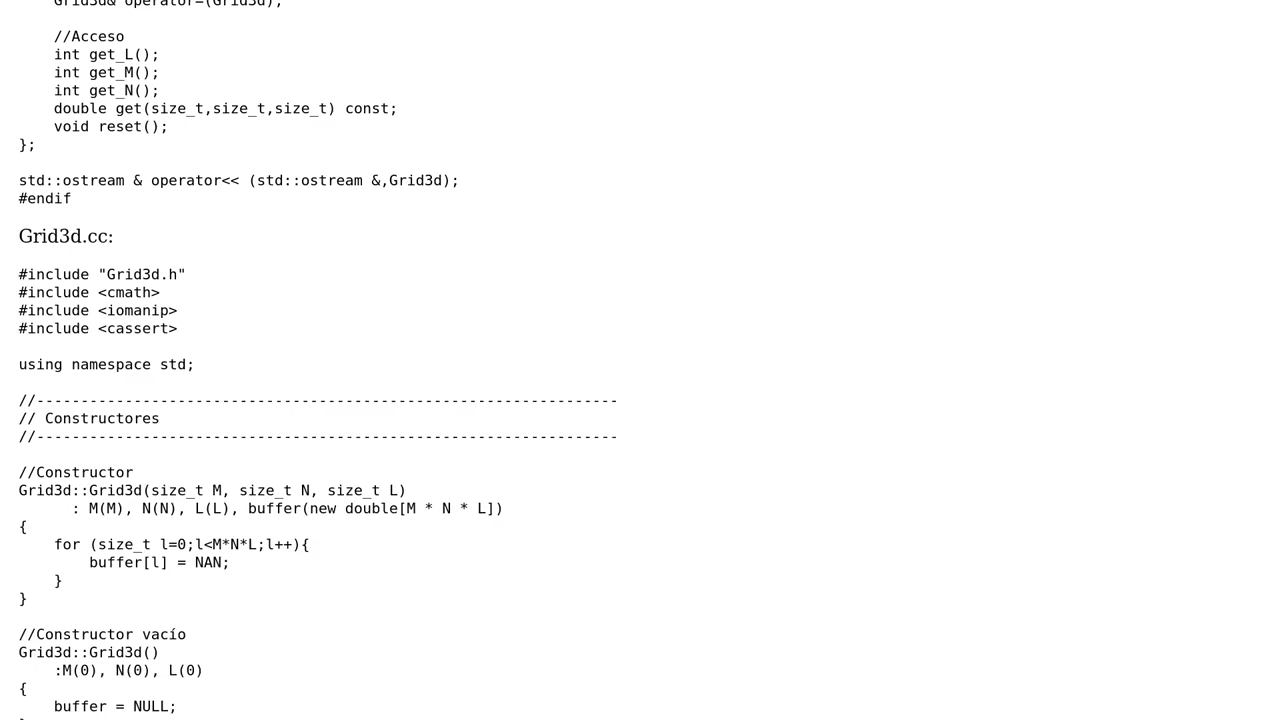 Grid3d& operator=(Grid3d);
//Acceso
int get_L();
int get_M();
int get_N();
double get(size_t,size_t,size_t) const;
void reset();
};
std::ostream & operator<< (std::ostream &,Grid3d);
#endif
Grid3d.cc:
#include "Grid3d.h"
#include <cmath>
#include <iomanip>
#include <cassert>
using namespace std;
//------------------------------------------------------------------
// Constructores
//------------------------------------------------------------------
//Constructor
Grid3d::Grid3d(size_t M, size_t N, size_t L)
: M(M), N(N), L(L), buffer(new double[M * N * L])
{
for (size_t l=0;l<M*N*L;l++){
buffer[l] = NAN;
}
}
//Constructor vacío
Grid3d::Grid3d()
:M(0), N(0), L(0)
{
buffer = NULL;